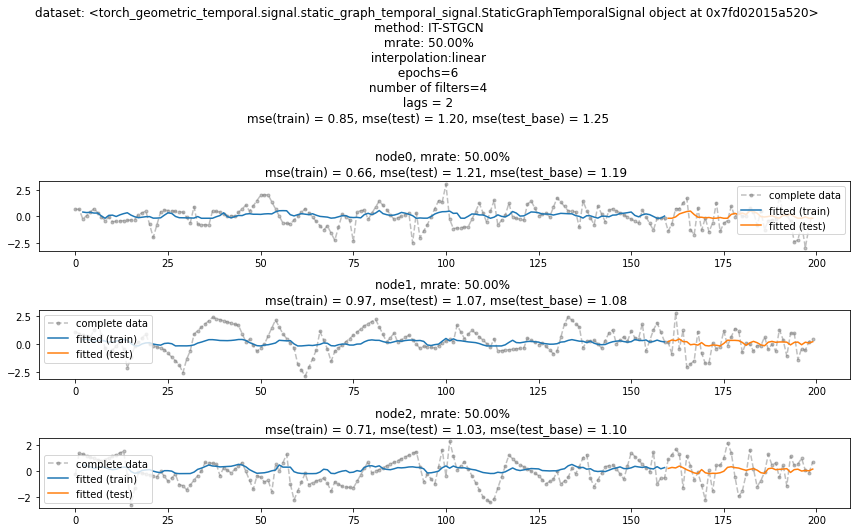 dataset: <torch_geometric_temporal.signal.static_graph_temporal_signal.StaticGraphTemporalSignal object at 0x7fd02015a520>
method: IT-STGCN
mrate: 50.00%
interpolation:linear
epochs=6
number of filters=4
lags = 2
mse(train) = 0.85, mse(test) = 1.20, mse(test_base) = 1.25
node0, mrate: 50.00%
mse(train) = 0.66, mse(test) = 1.21, mse(test_base) = 1.19
2.5
0.0
−2.5
complete data
fitted (train)
fitted (test)
0 25 50 75 100 125 150 175 200
node1, mrate: 50.00%
mse(train) = 0.97, mse(test) = 1.07, mse(test_base) = 1.08
2.5
0.0
−2.5
complete data
fitted (train)
fitted (test)
0 25 50 75 100 125 150 175 200
node2, mrate: 50.00%
mse(train) = 0.71, mse(test) = 1.03, mse(test_base) = 1.10
2
0
−2
complete data
fitted (train)
fitted (test)
0 25 50 75 100 125 150 175 200